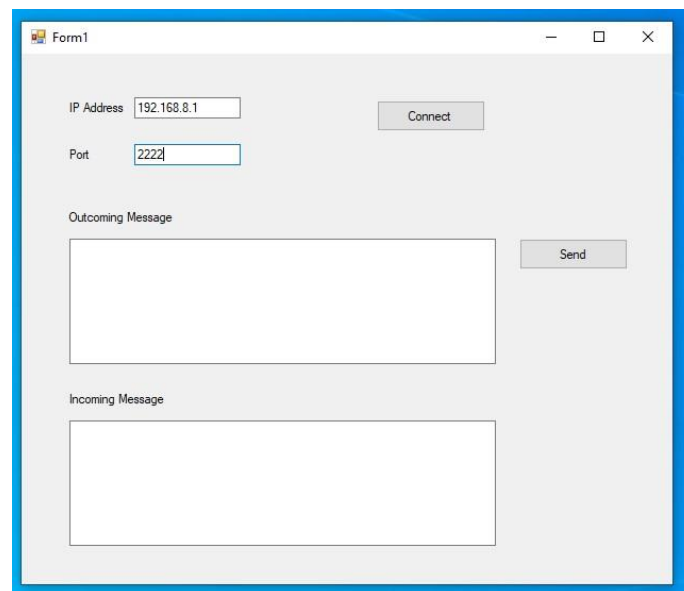 Form1
IP Address 192.168.8.1 Connect
Port 2222
Outcoming Message
Send
Incoming Message